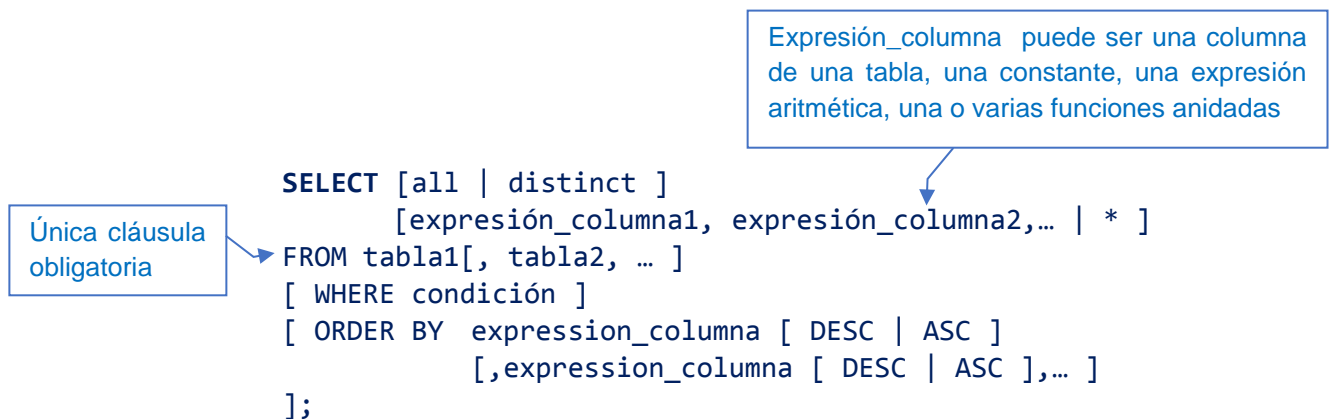 Expresión_columna puede ser una columna
de una tabla, una constante, una expresión
aritmética, una o varias funciones anidadas
SELECT [all | distinct ]
[expresión_columna1, expresión_columna2,… | * ]
Única cláusula
obligatoria
FROM tabla1[, tabla2, … ]
[ WHERE condición ]
[ ORDER BY expression_columna [ DESC | ASC ]
[,expression_columna [ DESC | ASC ],… ]
];